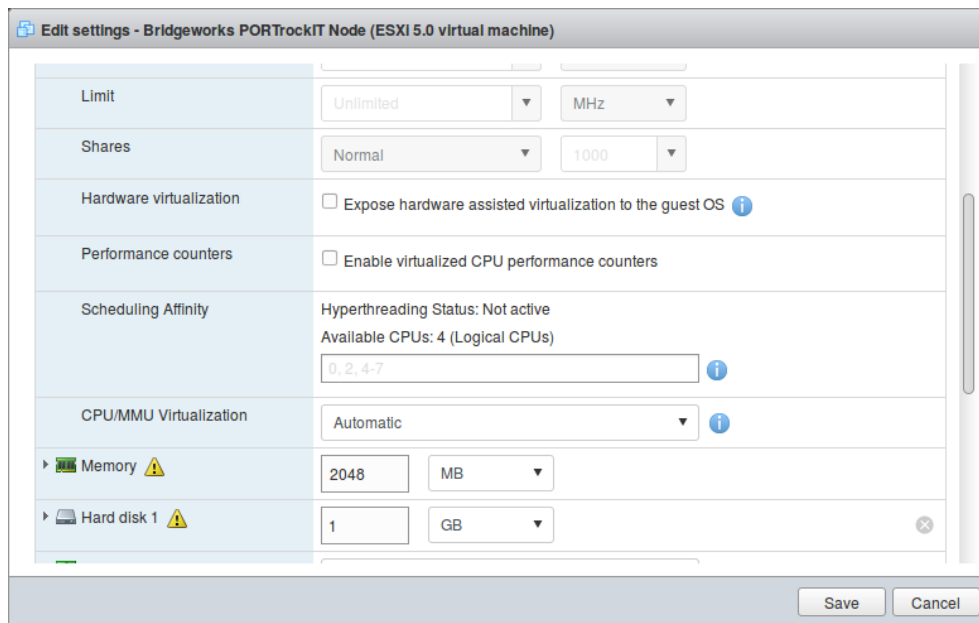 Edit settings - Bridgeworks PORTrockIT Node (ESXI 5.0 virtual machine)
Limit
Unlimited
MHz
Shares
Normal
1000
Hardware virtualization
Expose hardware assisted virtualization to the guest OS
Performance counters
Enable virtualized CPU performance counters
Scheduling Affinity
Hyperthreading Status: Not active
Available CPUs: 4 (Logical CPUs)
0, 2, 4-7
CPU/MMU Virtualization
Automatic
Memory
2048
MB
Hard disk 1
1
GB
Save
Cancel